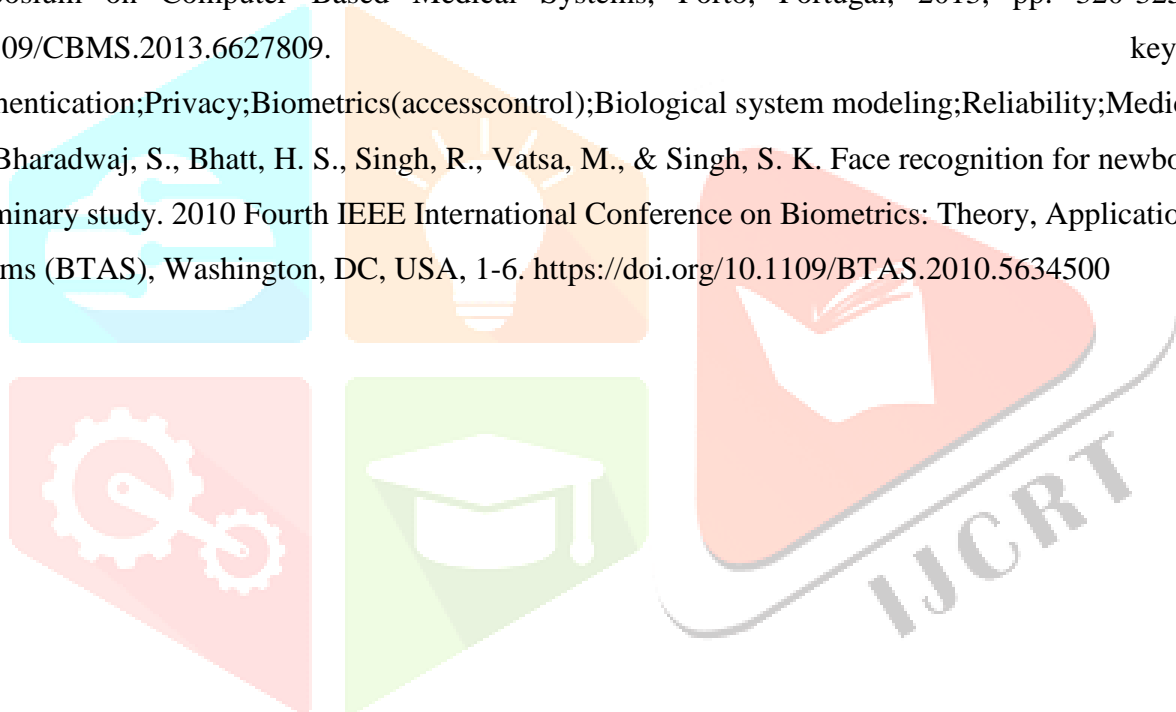 osium on Computer Based Medical Systems, Porto, Portugal, 2013, pp.
09/CBMS.2013.6627809. key
hentication;Privacy;Biometrics(accesscontrol);Biological system modeling;Reliability;Medic
Bharadwaj, S., Bhatt, H. S., Singh, R., Vatsa, M., & Singh, S. K. Face recognition for newbo
minary study. 2010 Fourth IEEE International Conference on Biometrics: Theory, Applicatio
ms (BTAS), Washington, DC, USA, 1-6. https://doi.org/10.1109/BTAS.2010.5634500
IJCRT